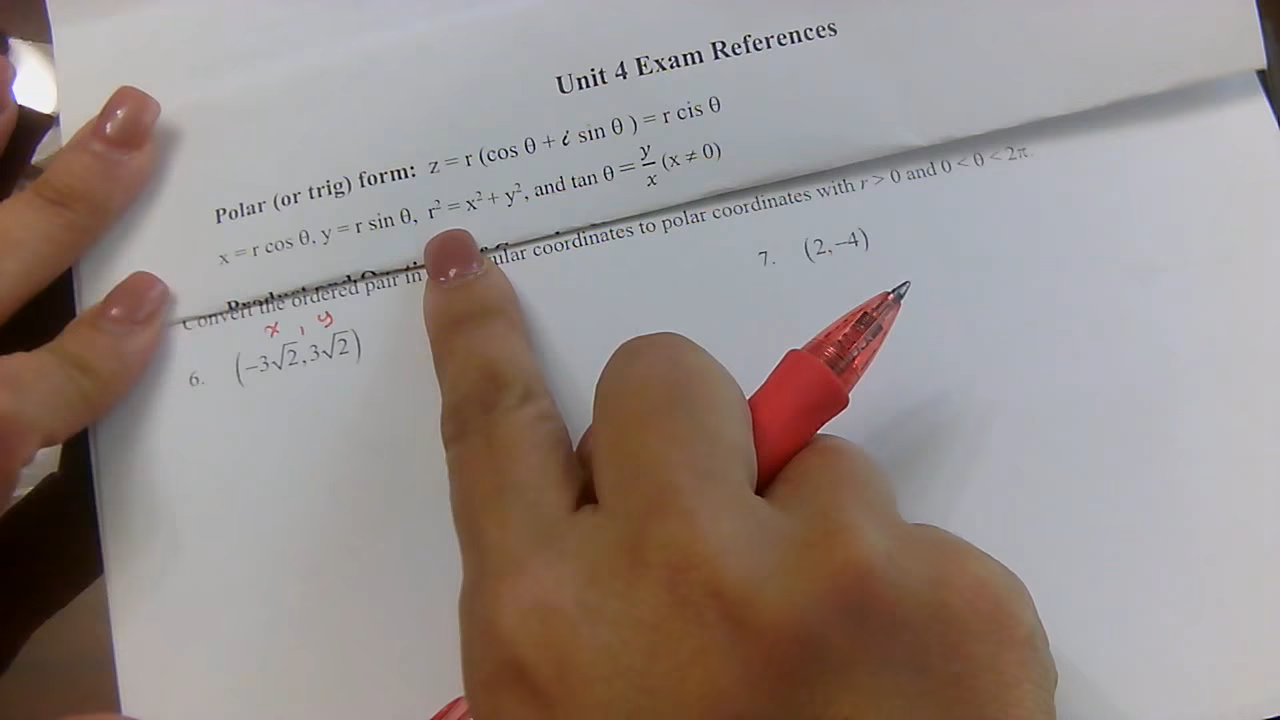 Unit 4 Exam References
Polar (or trig) form: z = r (cos θ + i sin θ ) = r cis θ
x = r cos θ, y = r sin θ, r² = x² + y², and tan θ = y/x (x ≠ 0)
Convert the ordered pair in ular coordinates to polar coordinates with r > 0 and 0 < θ < 2π.
x , y
6. (−3√2, 3√2)
7. (2,−4)